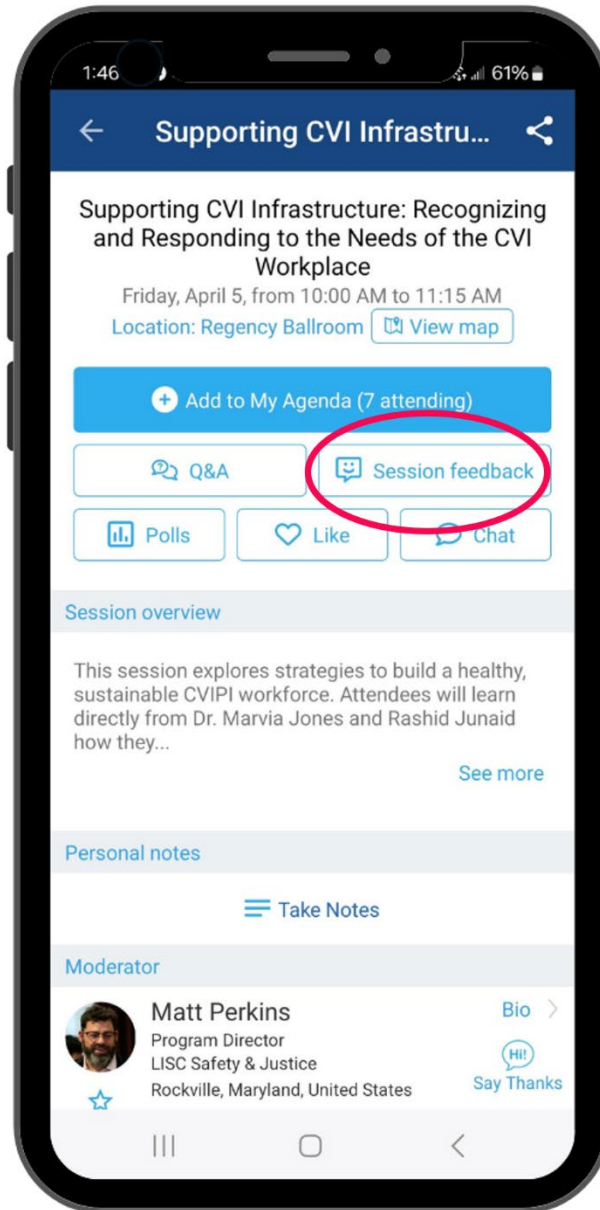 1:46 61%
Supporting CVI Infrastru...
Supporting CVI Infrastructure: Recognizing
and Responding to the Needs of the CVI
Workplace
Friday, April 5, from 10:00 AM to 11:15 AM
Location: Regency Ballroom View map
Add to My Agenda (7 attending)
Q&A Session feedback
Polls Like Chat
Session overview
This session explores strategies to build a healthy,
sustainable CVIPI workforce. Attendees will learn
directly from Dr. Marvia Jones and Rashid Junaid
how they...
See more
Personal notes
Take Notes
Moderator
Matt Perkins Bio
Program Director
LISC Safety & Justice Hi!
Rockville, Maryland, United States Say Thanks